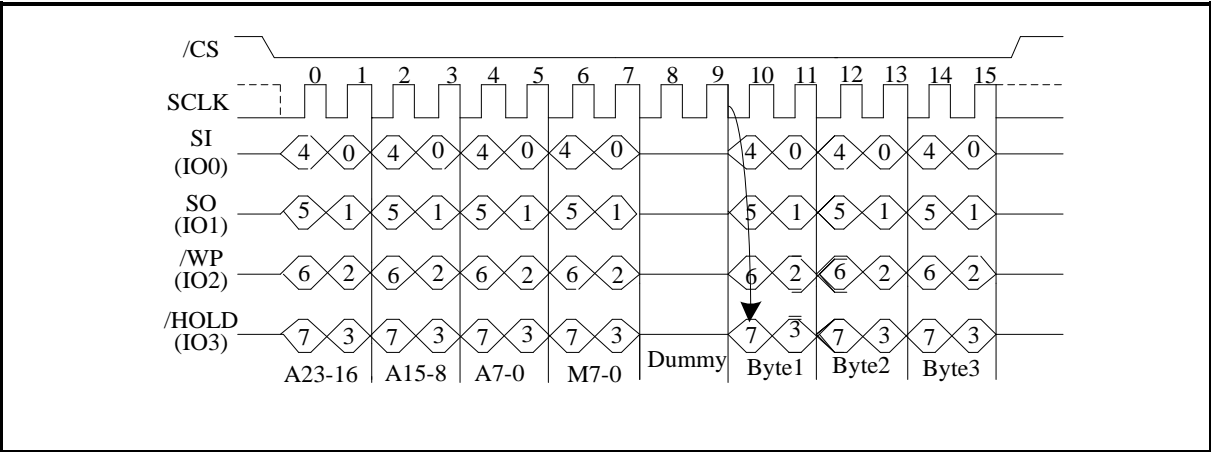 /CS
0 1 2 3 4 5 6 7 8 9 10 11 12 13 14 15
SCLK
SI
(IO0)
4 0 4 0 4 0 4 0 4 0 4 0 4 0
SO
(IO1)
5 1 5 1 5 1 5 1 5 1 5 1 5 1
/WP
(IO2)
6 2 6 2 6 2 6 2 6 2 6 2 6 2
/HOLD
(IO3)
7 3 7 3 7 3 7 3 7 3 7 3 7 3
A23-16 A15-8 A7-0 M7-0 Dummy Byte1 Byte2 Byte3